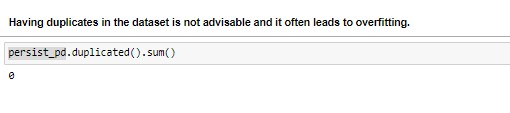 Having duplicates in the dataset is not advisable and it often leads to overfitting.
persist_pd.duplicated().sum()
0